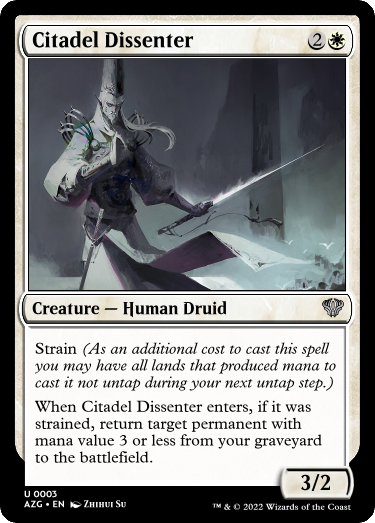 Citadel Dissenter 2
Creature — Human Druid
Strain (As an additional cost to cast this spell
you may have all lands that produced mana to
cast it not untap during your next untap step.)
When Citadel Dissenter enters, if it was
strained, return target permanent with
mana value 3 or less from your graveyard
to the battlefield.
3/2
U 0003
AZG • EN Zhihui Su
™ & © 2022 Wizards of the Coast